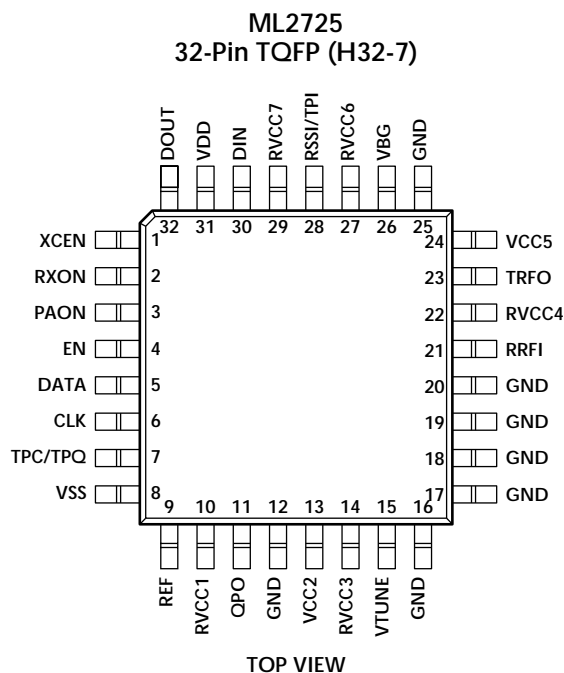 ML2725
32-Pin TQFP (H32-7)
DOUT
VDD
DIN
RVCC7
RSSI/TPI
RVCC6
VBG
GND
32 31 30 29 28 27 26 25
XCEN 1
RXON 2
PAON 3
EN 4
DATA 5
CLK 6
TPC/TPQ 7
VSS 8
24 VCC5
23 TRFO
22 RVCC4
21 RRFI
20 GND
19 GND
18 GND
17 GND
9 10 11 12 13 14 15 16
REF
RVCC1
QPO
GND
VCC2
RVCC3
VTUNE
GND
TOP VIEW